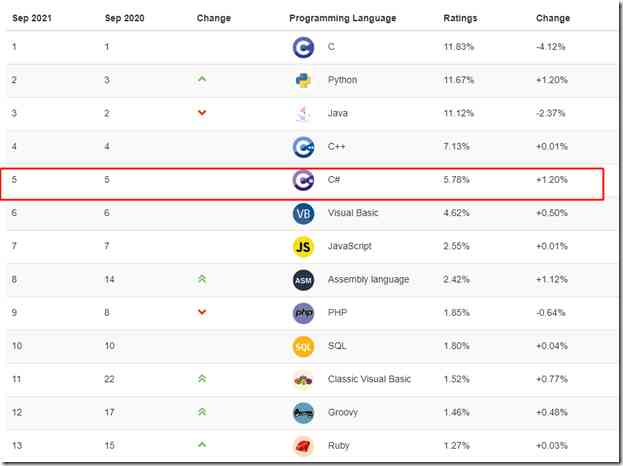 Sep 2021 Sep 2020 Change Programming Language Ratings Change
1 1 C 11.83% -4.12%
2 3 Python 11.67% +1.20%
3 2 Java 11.12% -2.37%
4 4 C++ 7.13% +0.01%
5 5 C# 5.78% +1.20%
6 6 VB Visual Basic 4.62% +0.50%
7 7 JS JavaScript 2.55% +0.01%
8 14 ASM Assembly language 2.42% +1.12%
9 8 php PHP 1.85% -0.64%
10 10 SQL SQL 1.80% +0.04%
11 22 Classic Visual Basic 1.52% +0.77%
12 17 Groovy 1.46% +0.48%
13 15 Ruby 1.27% +0.03%